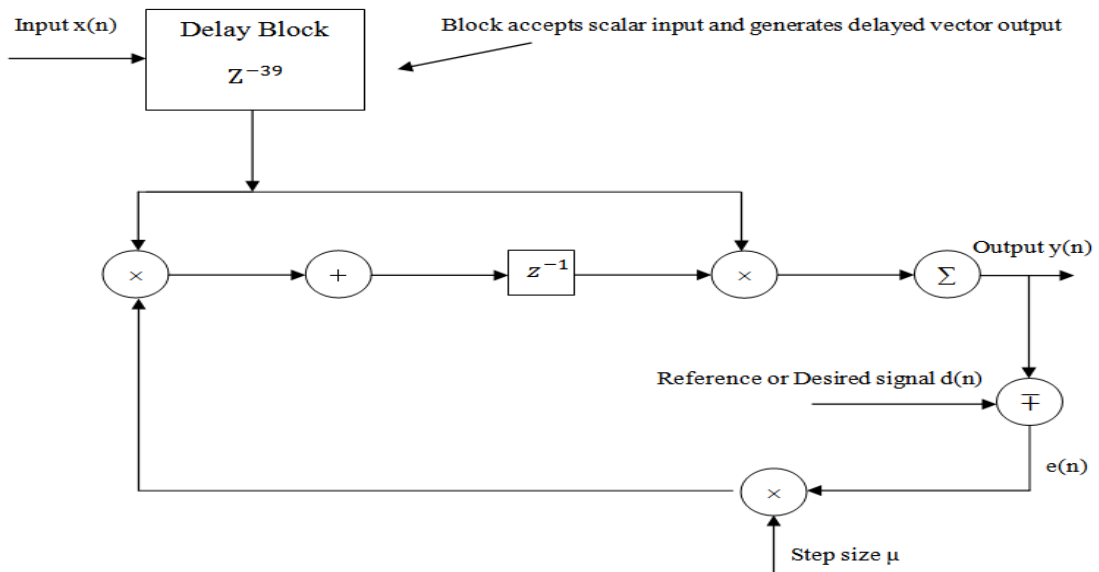 Input x(n)
Delay Block
Z⁻³⁹
Block accepts scalar input and generates delayed vector output
×
+
z⁻¹
×
Σ
Output y(n)
Reference or Desired signal d(n)
∓
e(n)
×
Step size μ